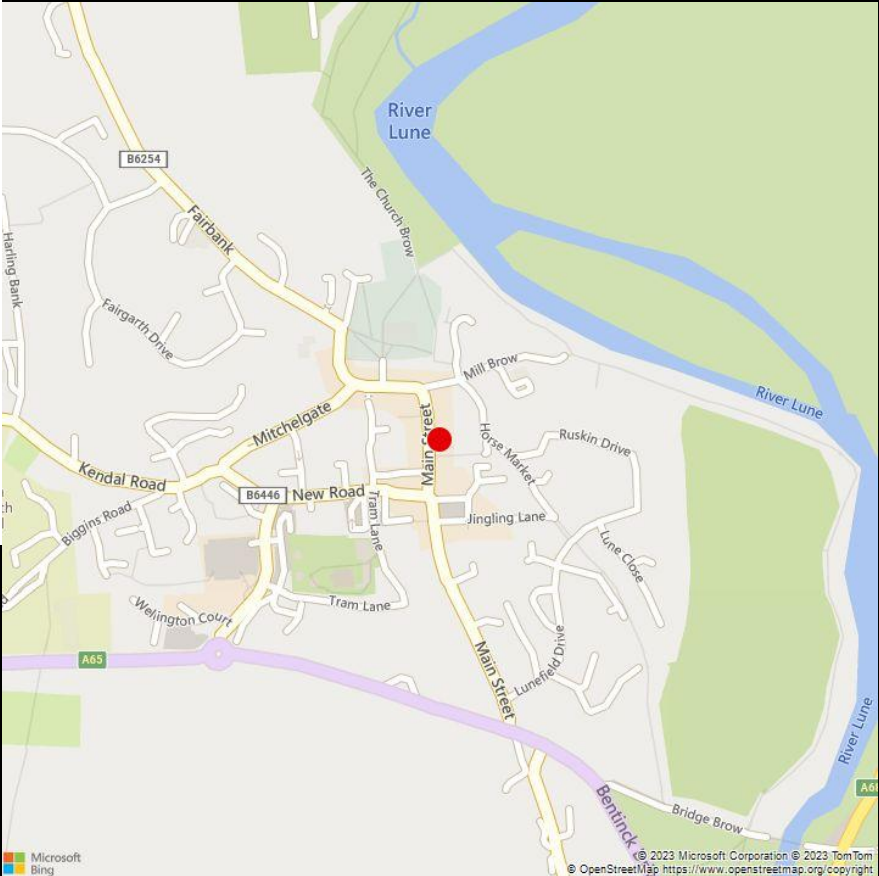 River
Lune
B6254
The Church Brow
Fairbank
Harling Bank
Fairgarth Drive
Mill Brow
River Lune
Mitchelgate
Main Street
Horse Market
Ruskin Drive
Kendal Road
B6446
New Road
Biggins Road
Tram Lane
Jingling Lane
Lune Close
Welington Court
Tram Lane
A65
Main Street
Lunefield Drive
River Lune
Bentinck
Bridge Brow
Microsoft
Bing
© 2023 Microsoft Corporation © 2023 TomTom
© OpenStreetMap https://www.openstreetmap.org/copyright